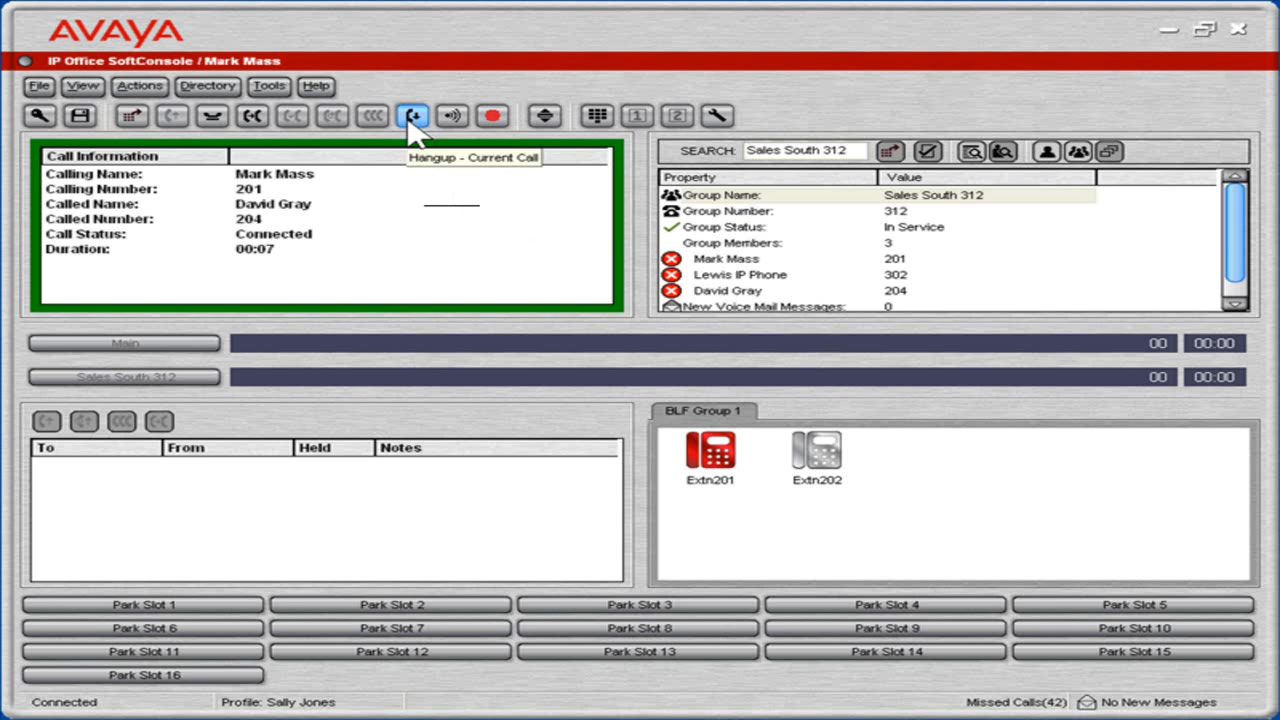 AVAYA
IP Office SoftConsole / Mark Mass
File View Actions Directory Tools Help
1 2
Hangup - Current Call
Call Information
Calling Name: Mark Mass
Calling Number: 201
Called Name: David Gray
Called Number: 204
Call Status: Connected
Duration: 00:07
SEARCH: Sales South 312
Property Value
Group Name: Sales South 312
Group Number: 312
Group Status: In Service
Group Members: 3
Mark Mass 201
Lewis IP Phone 302
David Gray 204
New Voice Mail Messages: 0
Main 00 00:00
Sales South 312 00 00:00
To From Held Notes
BLF Group 1
Extn201 Extn202
Park Slot 1 Park Slot 2 Park Slot 3 Park Slot 4 Park Slot 5
Park Slot 6 Park Slot 7 Park Slot 8 Park Slot 9 Park Slot 10
Park Slot 11 Park Slot 12 Park Slot 13 Park Slot 14 Park Slot 15
Park Slot 16
Connected Profile: Sally Jones Missed Calls(42) No New Messages